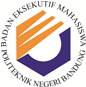 BADAN EKSEKUTIF MAHASISWA
POLITEKNIK NEGERI BANDUNG